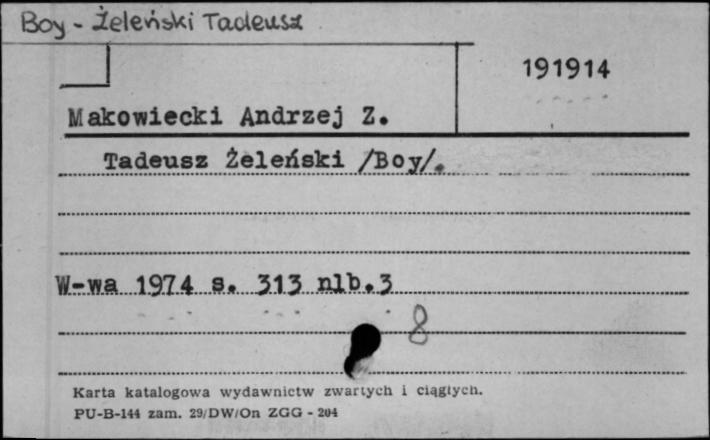 Boy - Żeleński Tadeusz
191914
Makowiecki Andrzej Z.
Tadeusz Żeleński /Boy/.
W-wa 1974 s. 313 nlb.3
8
Karta katalogowa wydawnictw zwartych i ciągłych.
PU-B-144 zam. 29/DW/On ZGG - 204